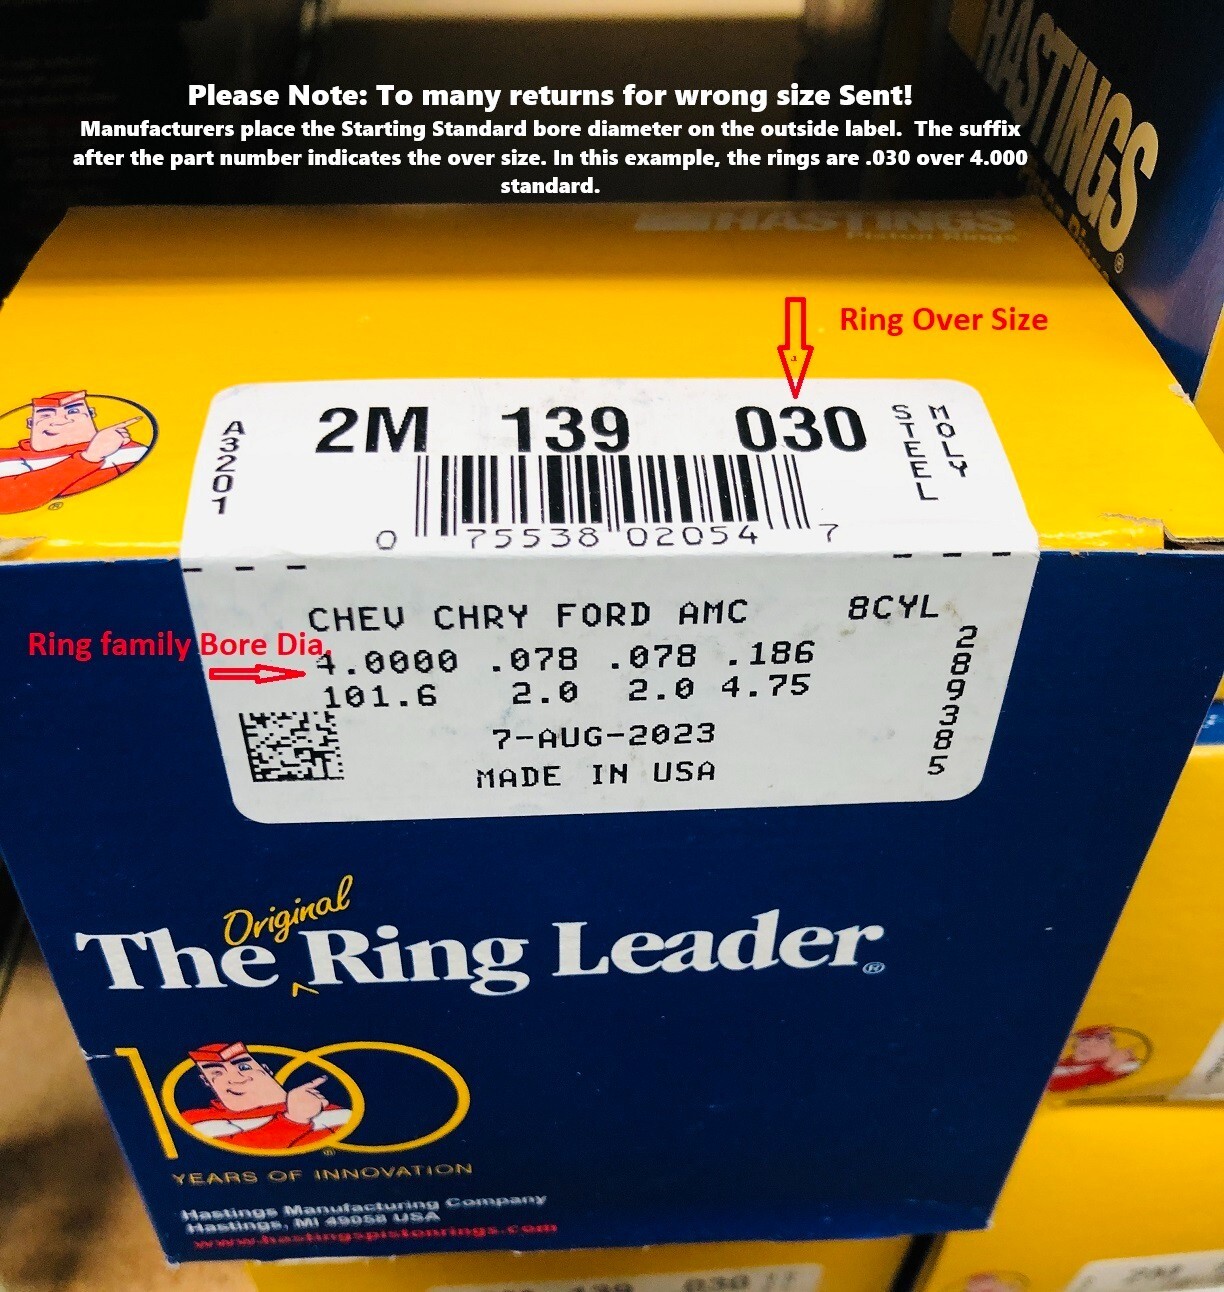 Please Note: To many returns for wrong size Sent!
Manufacturers place the Starting Standard bore diameter on the outside label. The suffix
after the part number indicates the over size. In this example, the rings are .030 over 4.000
standard.
HASTINGS
Piston Rings
HASTINGS®
Ring Over Size
A3201
2M 139 030
STEEL
MOLY
0 75538 02054 7
CHEV CHRY FORD AMC 8CYL
Ring family Bore Dia.
4.0000 .078 .078 .186
101.6 2.0 2.0 4.75
289385
7-AUG-2023
MADE IN USA
The Original Ring Leader®
100
YEARS OF INNOVATION
Hastings Manufacturing Company
Hastings, MI 49058 USA
www.hastingspistonrings.com
139 030